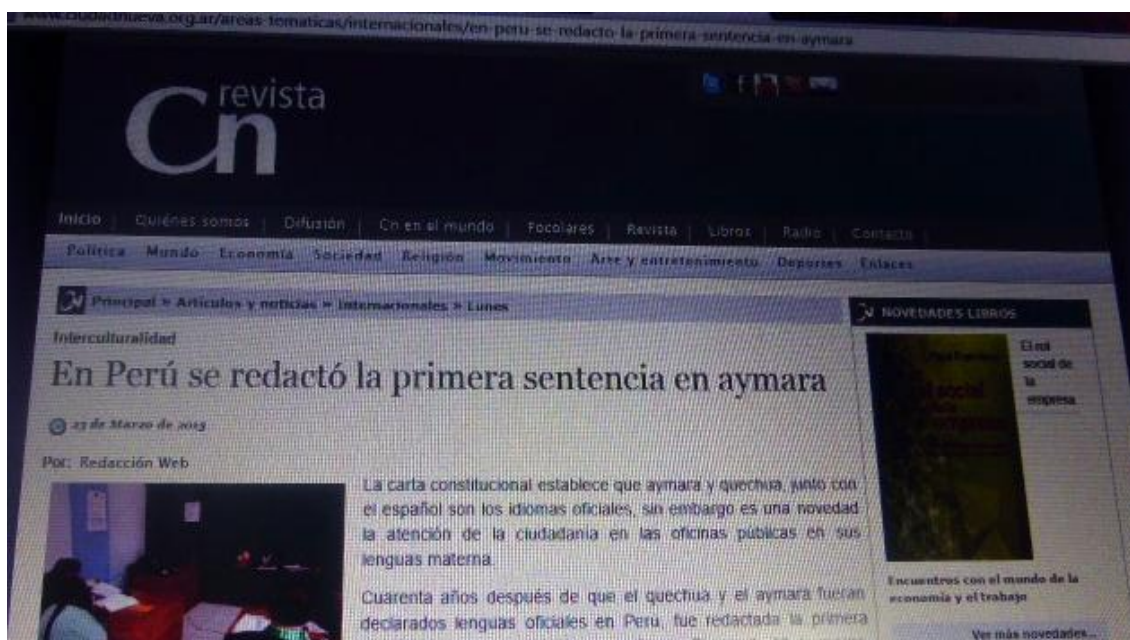 www.ciudadnueva.org.ar/areas-tematicas/internacionales/en-peru-se-redacto-la-primera-sentencia-en-aymara
revista
Cn
Inicio | Quiénes somos | Difusión | Cn en el mundo | Focolares | Revista | Libros | Radio | Contacto |
Política Mundo Economía Sociedad Religión Movimiento Arte y entretenimiento Deportes Enlaces
Principal » Artículos y noticias » Internacionales » Lunes
Interculturalidad
En Perú se redactó la primera sentencia en aymara
23 de Marzo de
Por: Redacción Web
La carta constitucional establece que aymara y quechua, junto con
el español son los idiomas oficiales, sin embargo es una novedad
la atención de la ciudadanía en las oficinas públicas en sus
lenguas materna.
Cuarenta años después de que el quechua y el aymara fueran
declarados lenguas oficiales en Perú, fue redactada la primera
NOVEDADES LIBROS
El rol
social de
la
empresa
Encuentros con el mundo de la
economía y el trabajo
Ver más novedades...